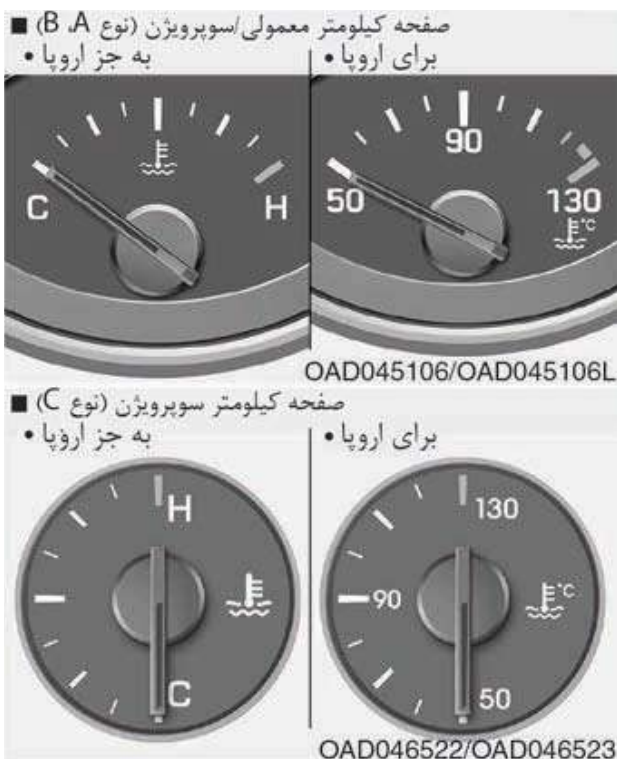 ■ صفحه کیلومتر معمولی/سوپرویژن (نوع A، B)
• به جز اروپا
• برای اروپا
C
H
50
90
130
°C
OAD045106/OAD045106L
■ صفحه کیلومتر سوپرویژن (نوع C)
• به جز اروپا
• برای اروپا
H
C
130
90
°C
50
OAD046522/OAD046523